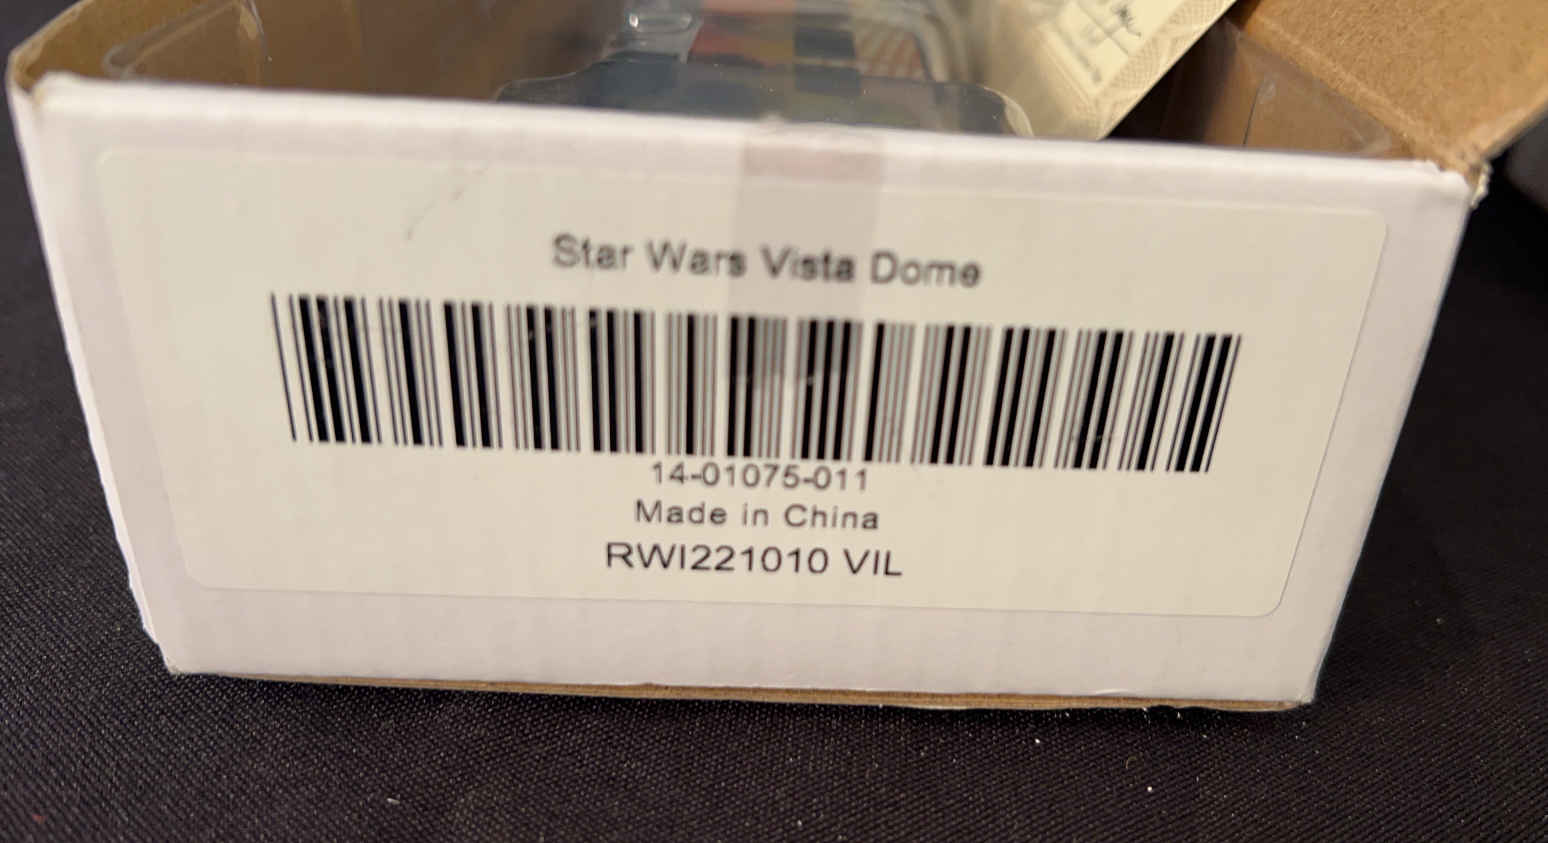 Star Wars Vista Dome
14-01075-011
Made in China
RWI221010 VIL